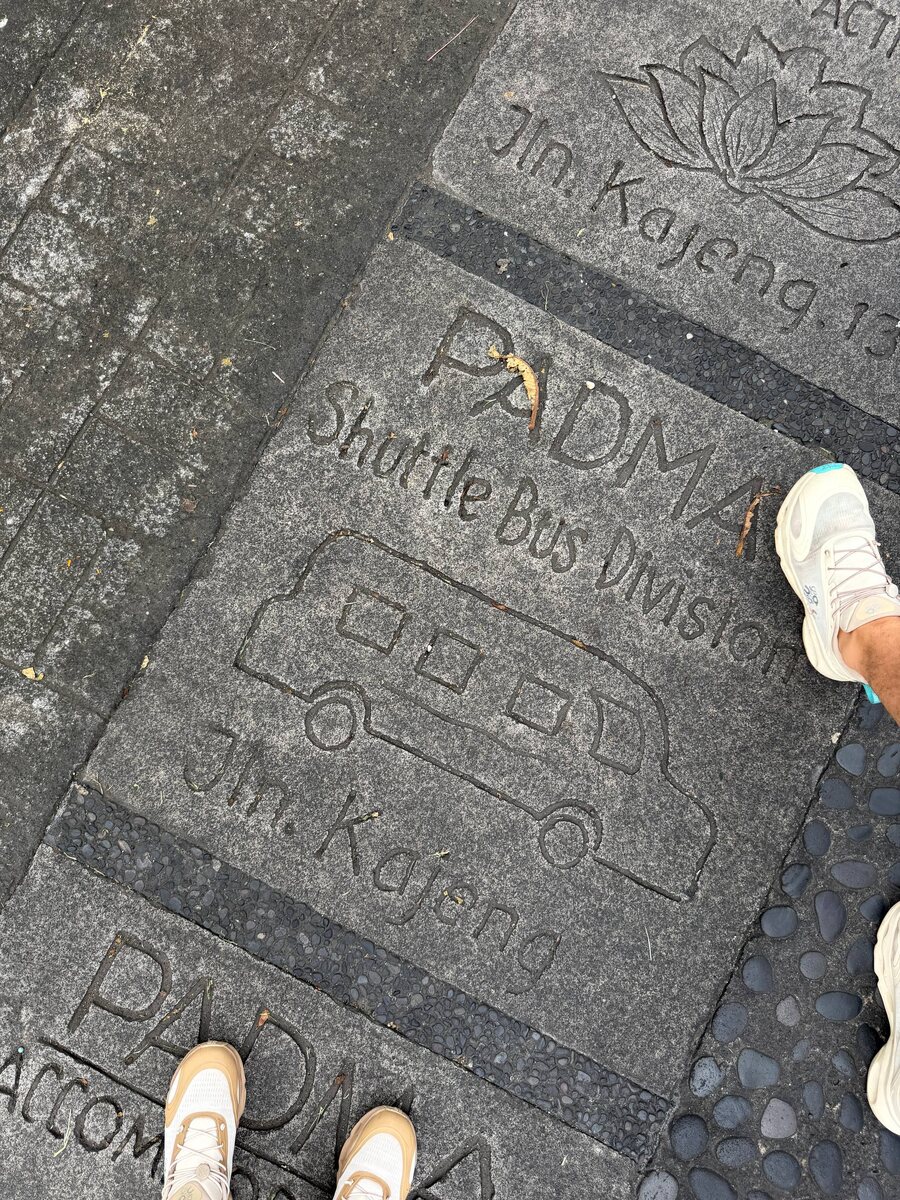 Jln. Kajeng. 13
PADMA
Shuttle Bus Division
Jln. Kajeng
PADMA